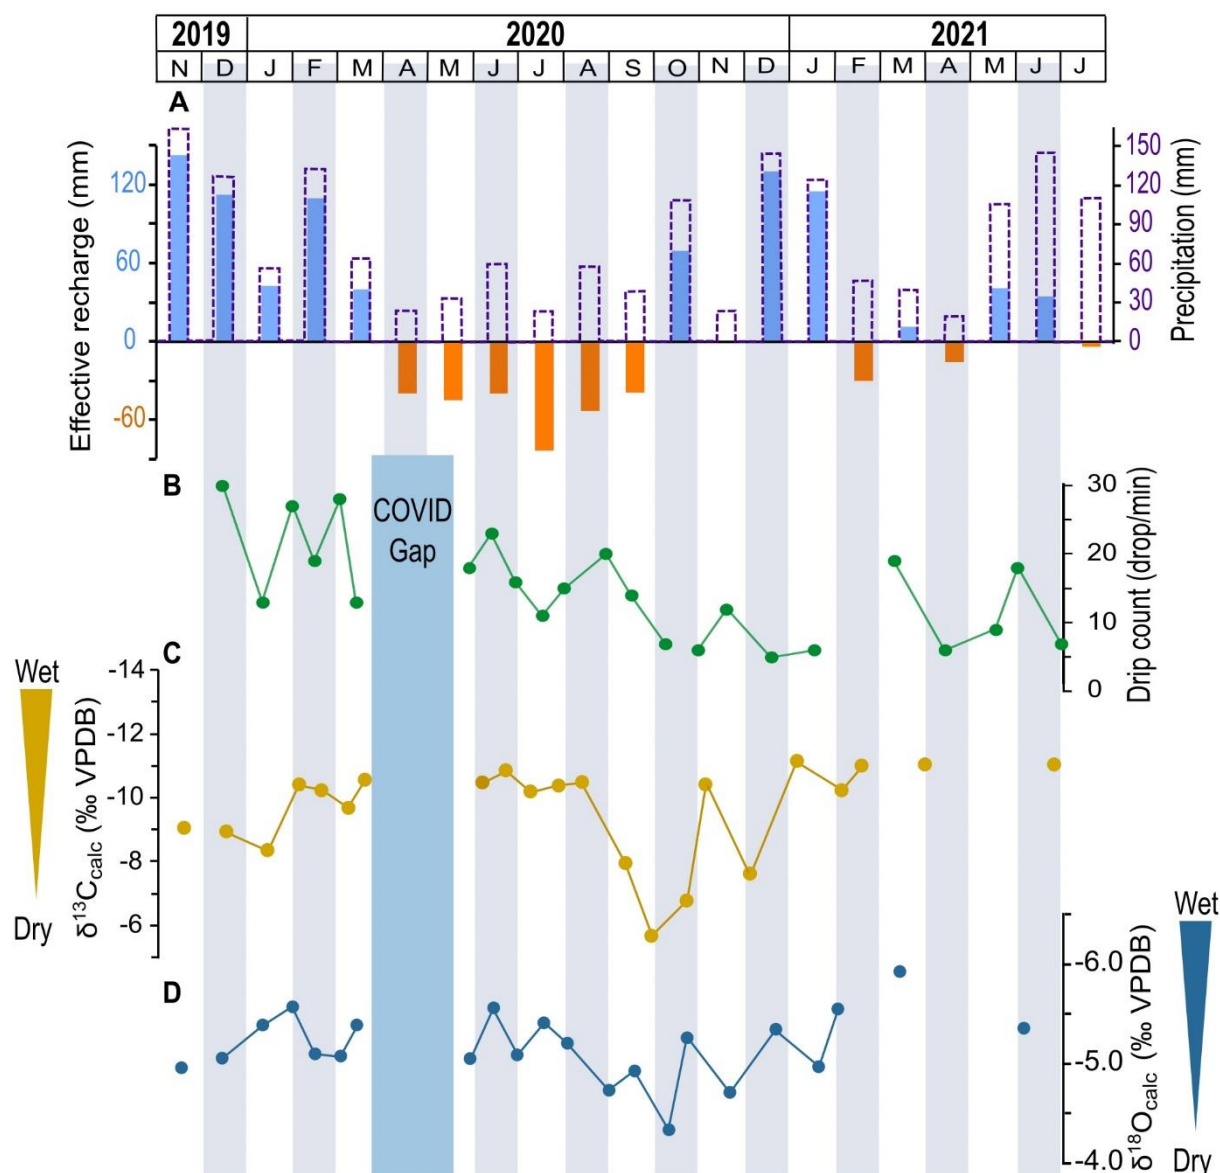 2019 2020 2021
N D J F M A M J J A S O N D J F M A M J J
A
Effective recharge (mm)
120
60
0
-60
Precipitation (mm)
150
120
90
60
30
0
B
COVID
Gap
30
20
10
0
Drip count (drop/min)
C
Wet
Dry
δ¹³Ccalc (‰ VPDB)
-14
-12
-10
-8
-6
D
Wet
Dry
-6.0
-5.0
-4.0
δ¹⁸Ocalc (‰ VPDB)